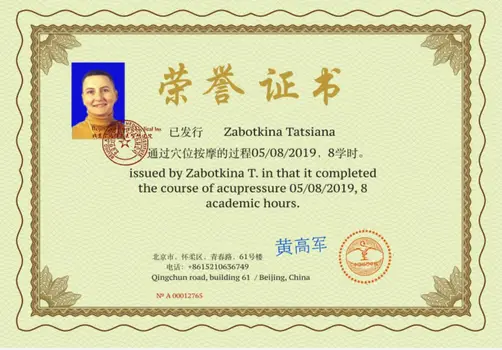 荣誉证书
已发行 Zabotkina Tatsiana
通过穴位按摩的过程05/08/2019，8学时。
issued by Zabotkina T. in that it completed
the course of acupressure 05/08/2019, 8
academic hours.
黄高军
北京市，怀柔区，青春路，61号楼
电话：+8615210636749
Qingchun road, building 61 / Beijing, China
№ A 00012765